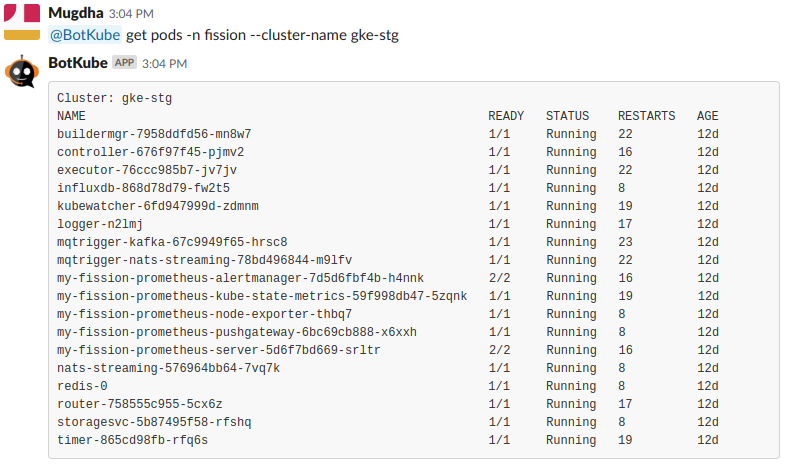 Mugdha 3:04 PM
@BotKube get pods -n fission --cluster-name gke-stg
BotKube APP 3:04 PM
Cluster: gke-stg
NAME READY STATUS RESTARTS AGE
buildermgr-7958ddfd56-mn8w7 1/1 Running 22 12d
controller-676f97f45-pjmv2 1/1 Running 16 12d
executor-76ccc985b7-jv7jv 1/1 Running 22 12d
influxdb-868d78d79-fw2t5 1/1 Running 8 12d
kubewatcher-6fd947999d-zdmnm 1/1 Running 19 12d
logger-n2lmj 1/1 Running 17 12d
mqtrigger-kafka-67c9949f65-hrsc8 1/1 Running 23 12d
mqtrigger-nats-streaming-78bd496844-m9lfv 1/1 Running 22 12d
my-fission-prometheus-alertmanager-7d5d6fbf4b-h4nnk 2/2 Running 16 12d
my-fission-prometheus-kube-state-metrics-59f998db47-5zqnk 1/1 Running 19 12d
my-fission-prometheus-node-exporter-thbq7 1/1 Running 8 12d
my-fission-prometheus-pushgateway-6bc69cb888-x6xxh 1/1 Running 8 12d
my-fission-prometheus-server-5d6f7bd669-srltr 2/2 Running 16 12d
nats-streaming-576964bb64-7vq7k 1/1 Running 8 12d
redis-0 1/1 Running 8 12d
router-758555c955-5cx6z 1/1 Running 17 12d
storagesvc-5b87495f58-rfshq 1/1 Running 8 12d
timer-865cd98fb-rfq6s 1/1 Running 19 12d